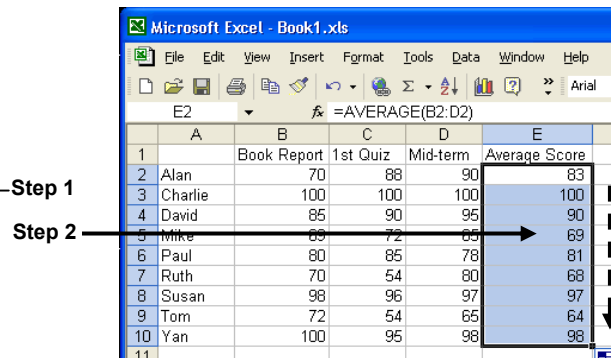 Microsoft Excel - Book1.xls
File Edit View Insert Format Tools Data Window Help
Arial
E2 fx =AVERAGE(B2:D2)
A B C D E
1 Book Report 1st Quiz Mid-term Average Score
2 Alan 70 88 90 83
Step 1
3 Charlie 100 100 100 100
4 David 85 90 95 90
Step 2
5 Mike 69 72 65 69
6 Paul 80 85 78 81
7 Ruth 70 54 80 68
8 Susan 98 96 97 97
9 Tom 72 54 65 64
10 Yan 100 95 98 98
11